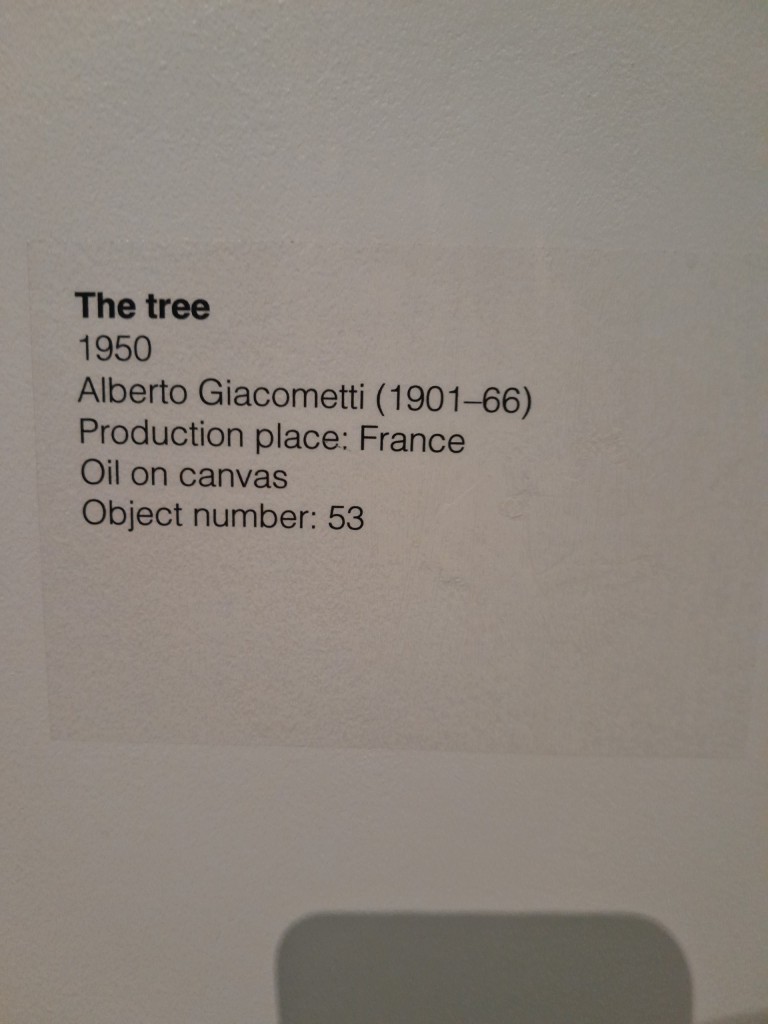 The tree
1950
Alberto Giacometti (1901–66)
Production place: France
Oil on canvas
Object number: 53